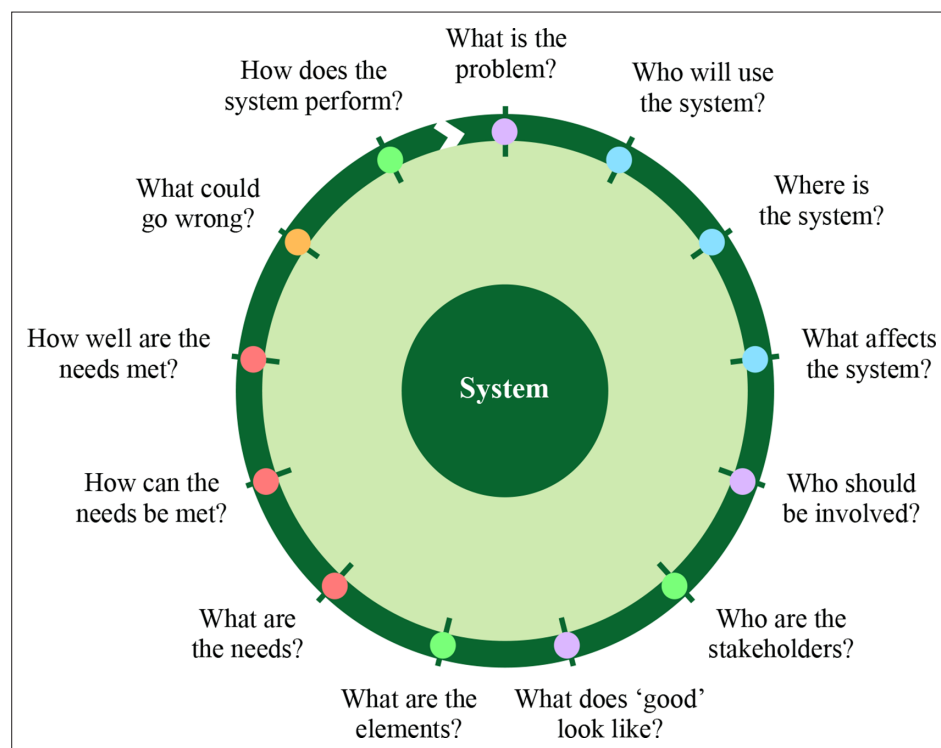 What is the
problem?
Who will use
the system?
Where is
the system?
What affects
the system?
Who should
be involved?
Who are the
stakeholders?
What does ‘good’
look like?
What are the
elements?
What are
the needs?
How can the
needs be met?
How well are the
needs met?
What could
go wrong?
How does the
system perform?
System